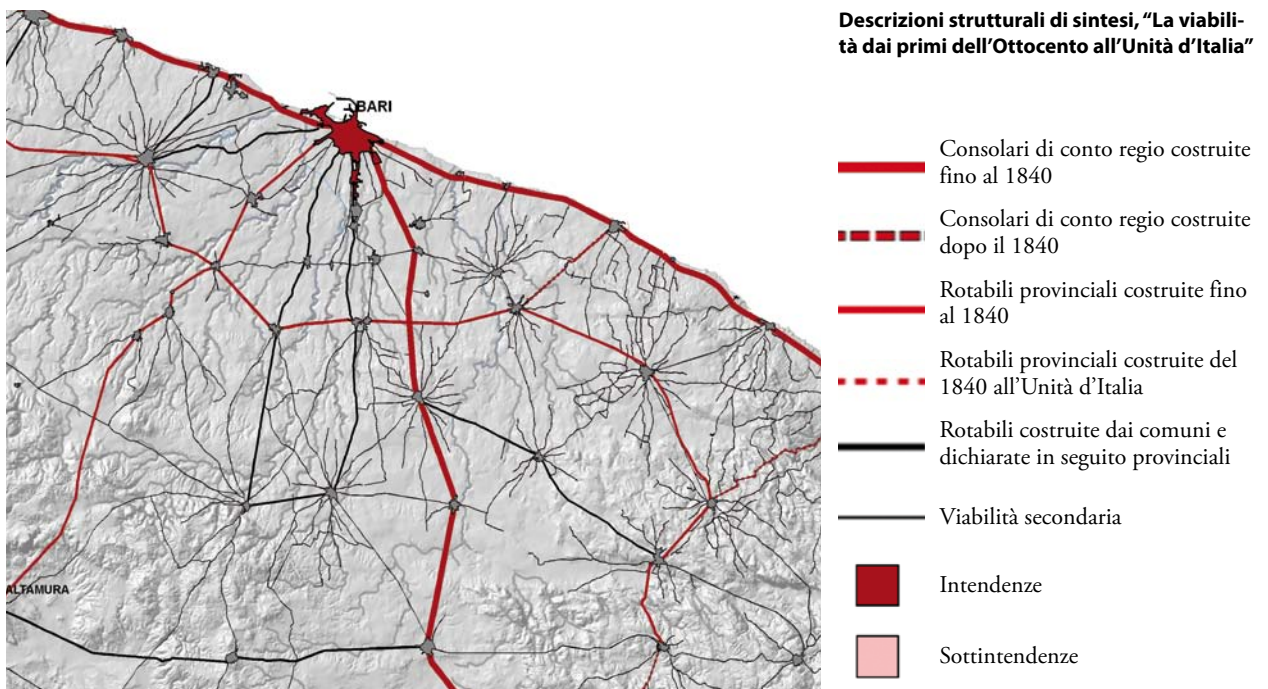 Descrizioni strutturali di sintesi, “La viabili-
tà dai primi dell’Ottocento all’Unità d’Italia”
BARI
ALTAMURA
Consolari di conto regio costruite
fino al 1840
Consolari di conto regio costruite
dopo il 1840
Rotabili provinciali costruite fino
al 1840
Rotabili provinciali costruite del
1840 all’Unità d’Italia
Rotabili costruite dai comuni e
dichiarate in seguito provinciali
Viabilità secondaria
Intendenze
Sottintendenze